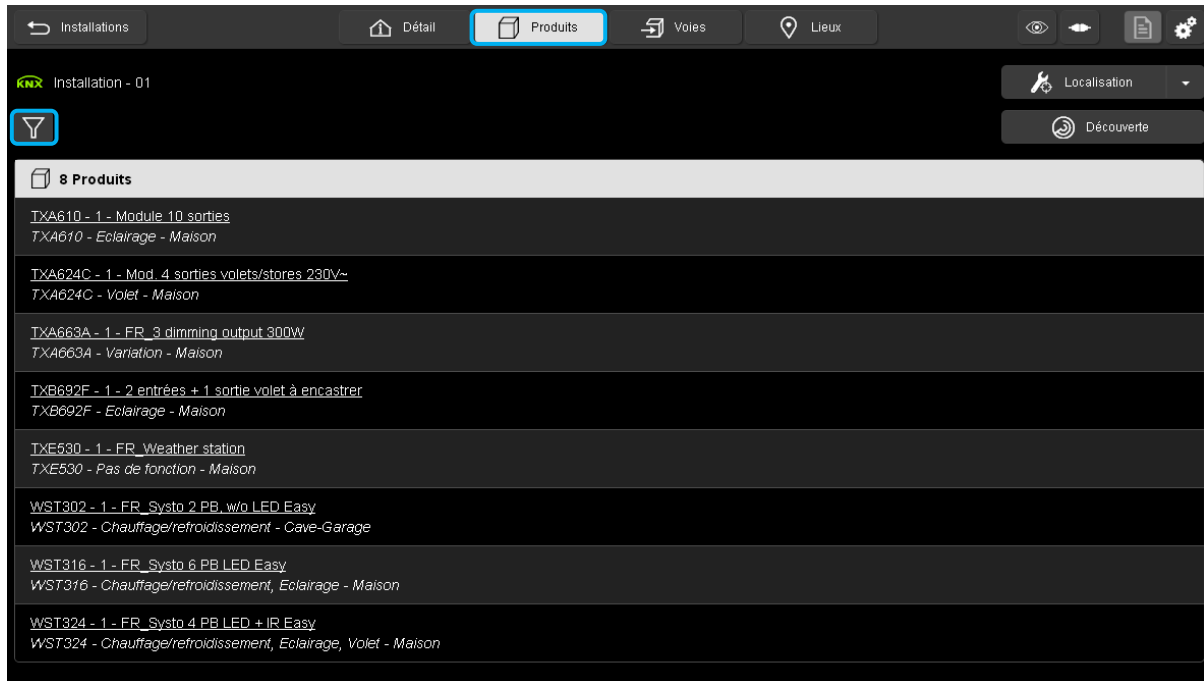 Installations
Détail
Produits
Voies
Lieux
KNX Installation - 01
Localisation
Découverte
8 Produits
TXA610 - 1 - Module 10 sorties
TXA610 - Eclairage - Maison
TXA624C - 1 - Mod. 4 sorties volets/stores 230V~
TXA624C - Volet - Maison
TXA663A - 1 - FR_3 dimming output 300W
TXA663A - Variation - Maison
TXB692F - 1 - 2 entrées + 1 sortie volet à encastrer
TXB692F - Eclairage - Maison
TXE530 - 1 - FR_Weather station
TXE530 - Pas de fonction - Maison
WST302 - 1 - FR_Systo 2 PB, w/o LED Easy
WST302 - Chauffage/refroidissement - Cave-Garage
WST316 - 1 - FR_Systo 6 PB LED Easy
WST316 - Chauffage/refroidissement, Eclairage - Maison
WST324 - 1 - FR_Systo 4 PB LED + IR Easy
WST324 - Chauffage/refroidissement, Eclairage, Volet - Maison